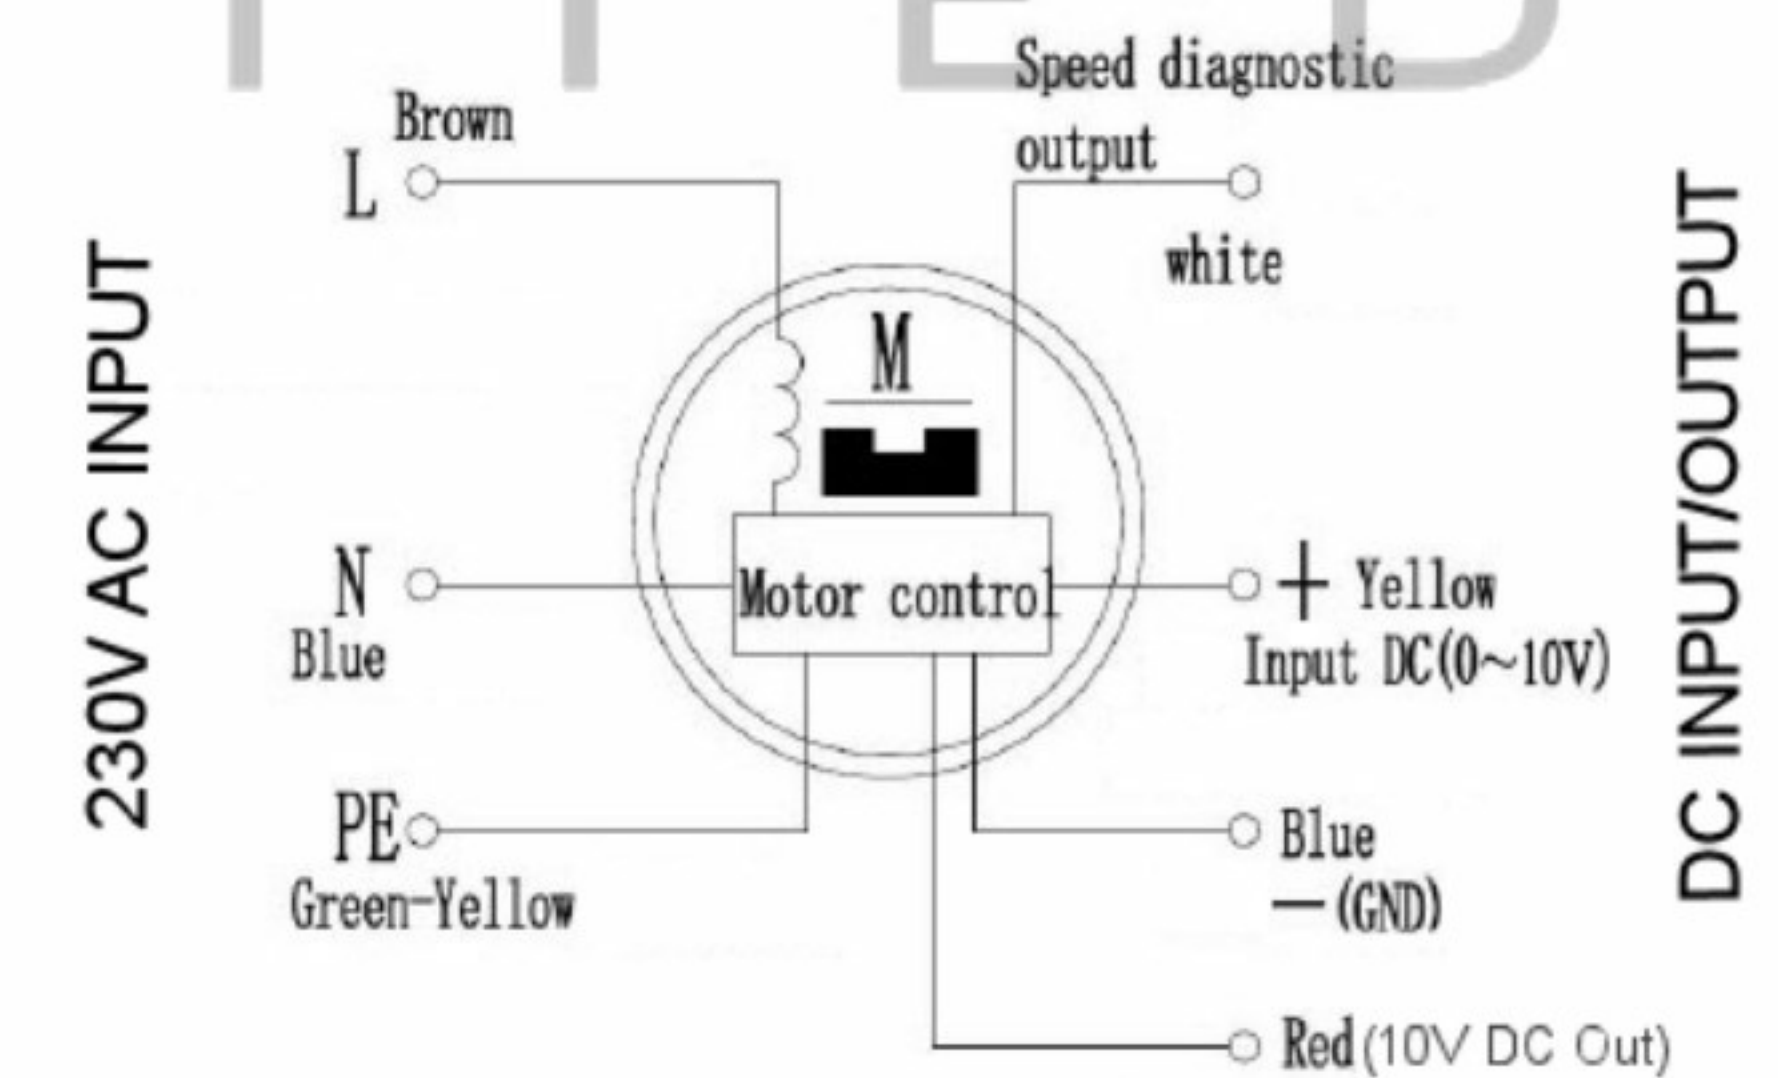 Speed diagnostic
output
Brown
L
white
M
230V AC INPUT
DC INPUT/OUTPUT
N
Blue
Motor control
+ Yellow
Input DC(0~10V)
PE
Green-Yellow
Blue
—(GND)
Red (10V DC Out)